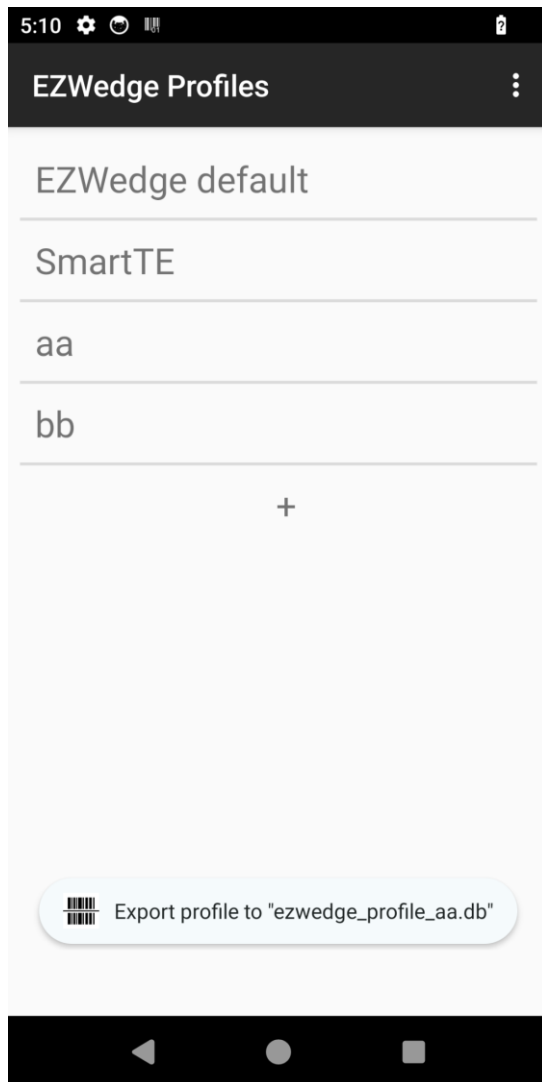 5:10
EZWedge Profiles
EZWedge default
SmartTE
aa
bb
+
Export profile to "ezwedge_profile_aa.db"